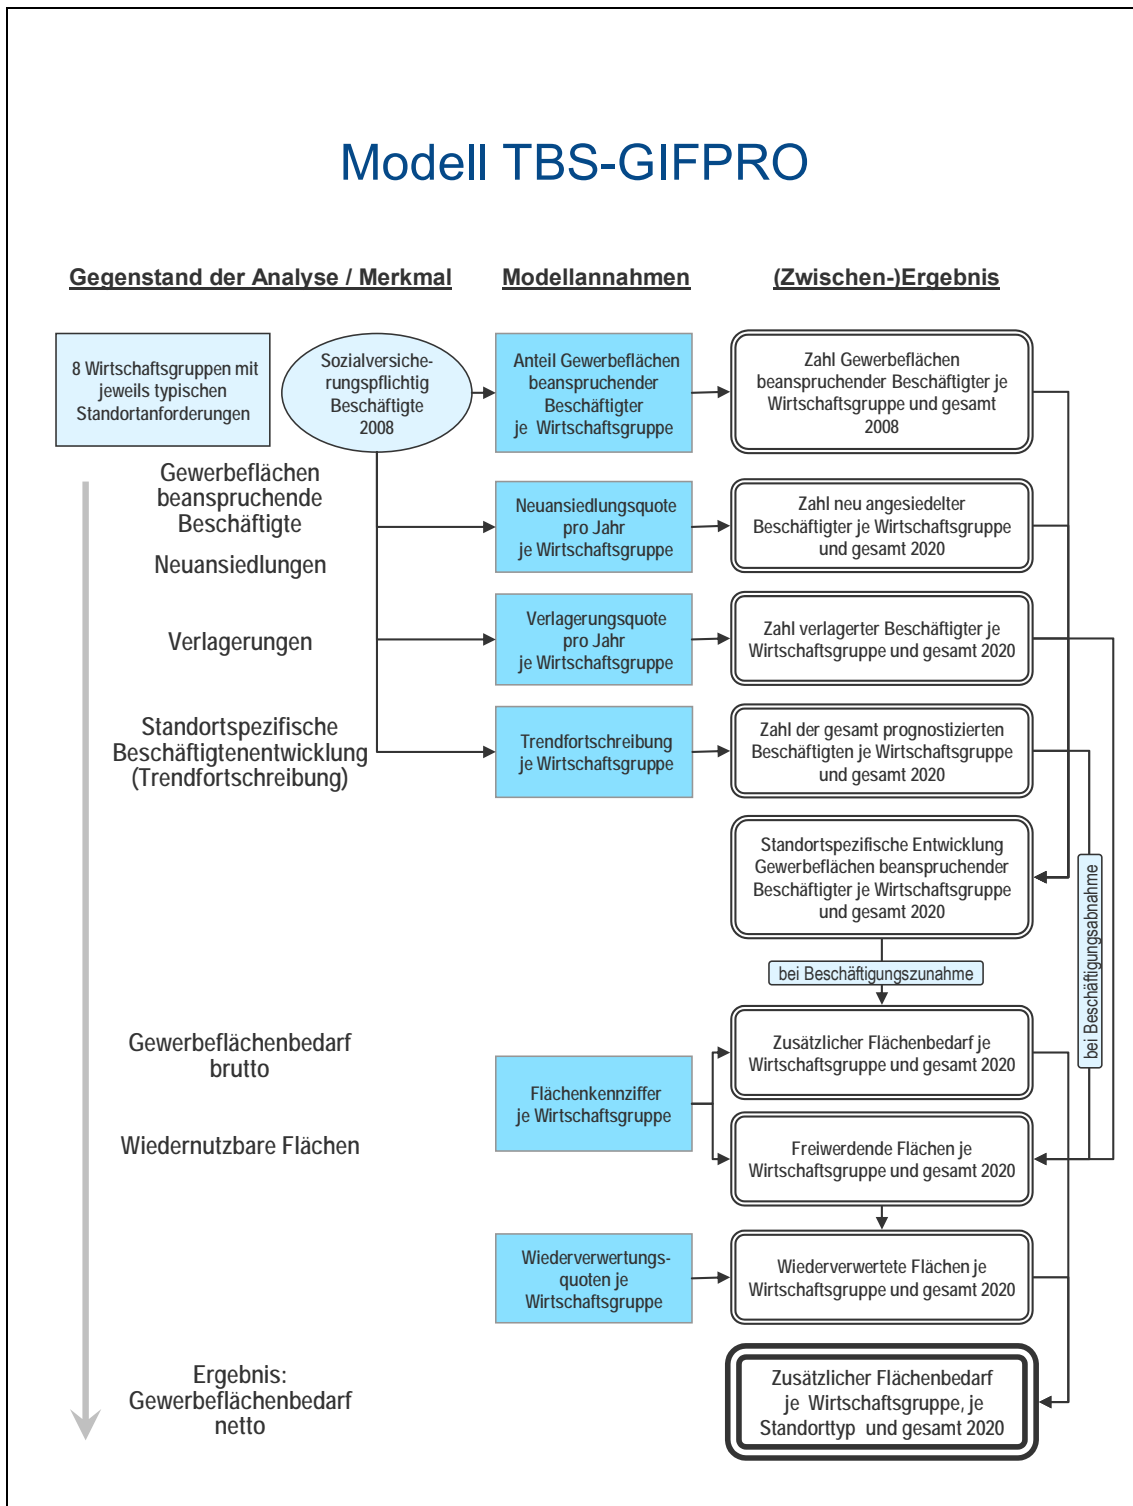 Modell TBS-GIFPRO
Gegenstand der Analyse / Merkmal
Modellannahmen
(Zwischen-)Ergebnis
8 Wirtschaftsgruppen mit
jeweils typischen
Standortanforderungen
Sozialversiche-
rungspflichtig
Beschäftigte
2008
Anteil Gewerbeflächen
beanspruchender
Beschäftigter
je Wirtschaftsgruppe
Zahl Gewerbeflächen
beanspruchender Beschäftigter je
Wirtschaftsgruppe und gesamt
2008
Gewerbeflächen
beanspruchende
Beschäftigte
Neuansiedlungen
Neuansiedlungsquote
pro Jahr
je Wirtschaftsgruppe
Zahl neu angesiedelter
Beschäftigter je Wirtschaftsgruppe
und gesamt 2020
Verlagerungen
Verlagerungsquote
pro Jahr
je Wirtschaftsgruppe
Zahl verlagerter Beschäftigter je
Wirtschaftsgruppe und gesamt 2020
Standortspezifische
Beschäftigtenentwicklung
(Trendfortschreibung)
Trendfortschreibung
je Wirtschaftsgruppe
Zahl der gesamt prognostizierten
Beschäftigten je Wirtschaftsgruppe
und gesamt 2020
Standortspezifische Entwicklung
Gewerbeflächen beanspruchender
Beschäftigter je Wirtschaftsgruppe
und gesamt 2020
bei Beschäftigungszunahme
bei Beschäftigungsabnahme
Gewerbeflächenbedarf
brutto
Wiedernutzbare Flächen
Flächenkennziffer
je Wirtschaftsgruppe
Zusätzlicher Flächenbedarf je
Wirtschaftsgruppe und gesamt 2020
Freiwerdende Flächen je
Wirtschaftsgruppe und gesamt 2020
Wiederverwertungs-
quoten je
Wirtschaftsgruppe
Wiederverwertete Flächen je
Wirtschaftsgruppe und gesamt 2020
Ergebnis:
Gewerbeflächenbedarf
netto
Zusätzlicher Flächenbedarf
je Wirtschaftsgruppe, je
Standorttyp und gesamt 2020